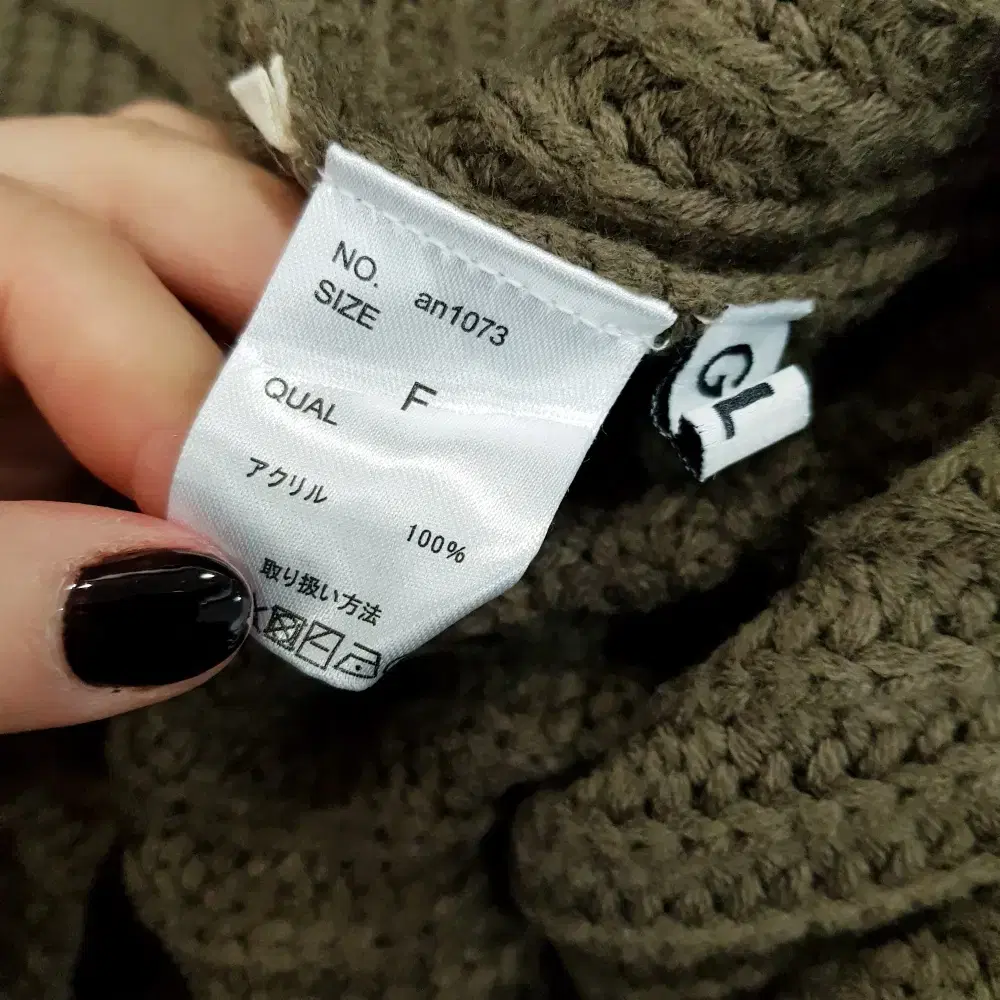 NO. an1073
SIZE F
QUAL
アクリル 100%
取り扱い方法
GL